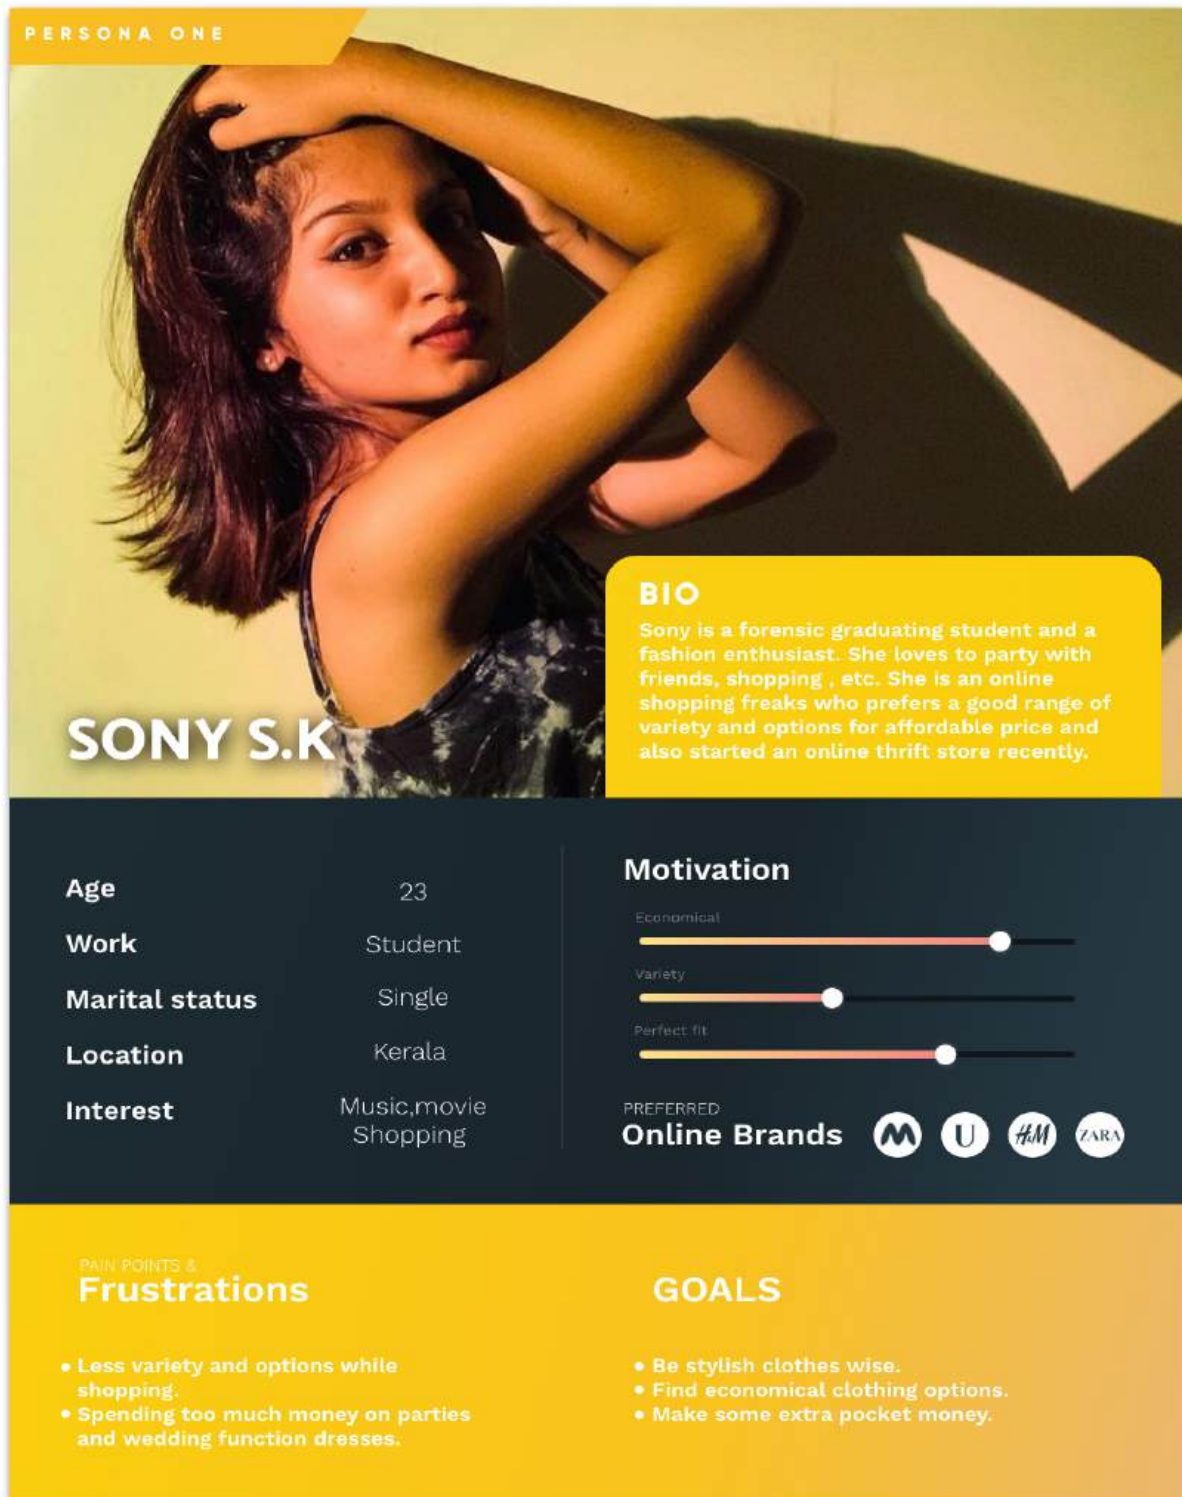 PERSONA ONE
SONY S.K
BIO
Sony is a forensic graduating student and a
fashion enthusiast. She loves to party with
friends, shopping , etc. She is an online
shopping freaks who prefers a good range of
variety and options for affordable price and
also started an online thrift store recently.
Age
23
Work
Student
Marital status
Single
Location
Kerala
Interest
Music,movie
Shopping
Motivation
Economical
Variety
Perfect fit
PREFERRED
Online Brands
M
U
H&M
ZARA
PAIN POINTS &
Frustrations
• Less variety and options while
shopping.
• Spending too much money on parties
and wedding function dresses.
GOALS
• Be stylish clothes wise.
• Find economical clothing options.
• Make some extra pocket money.